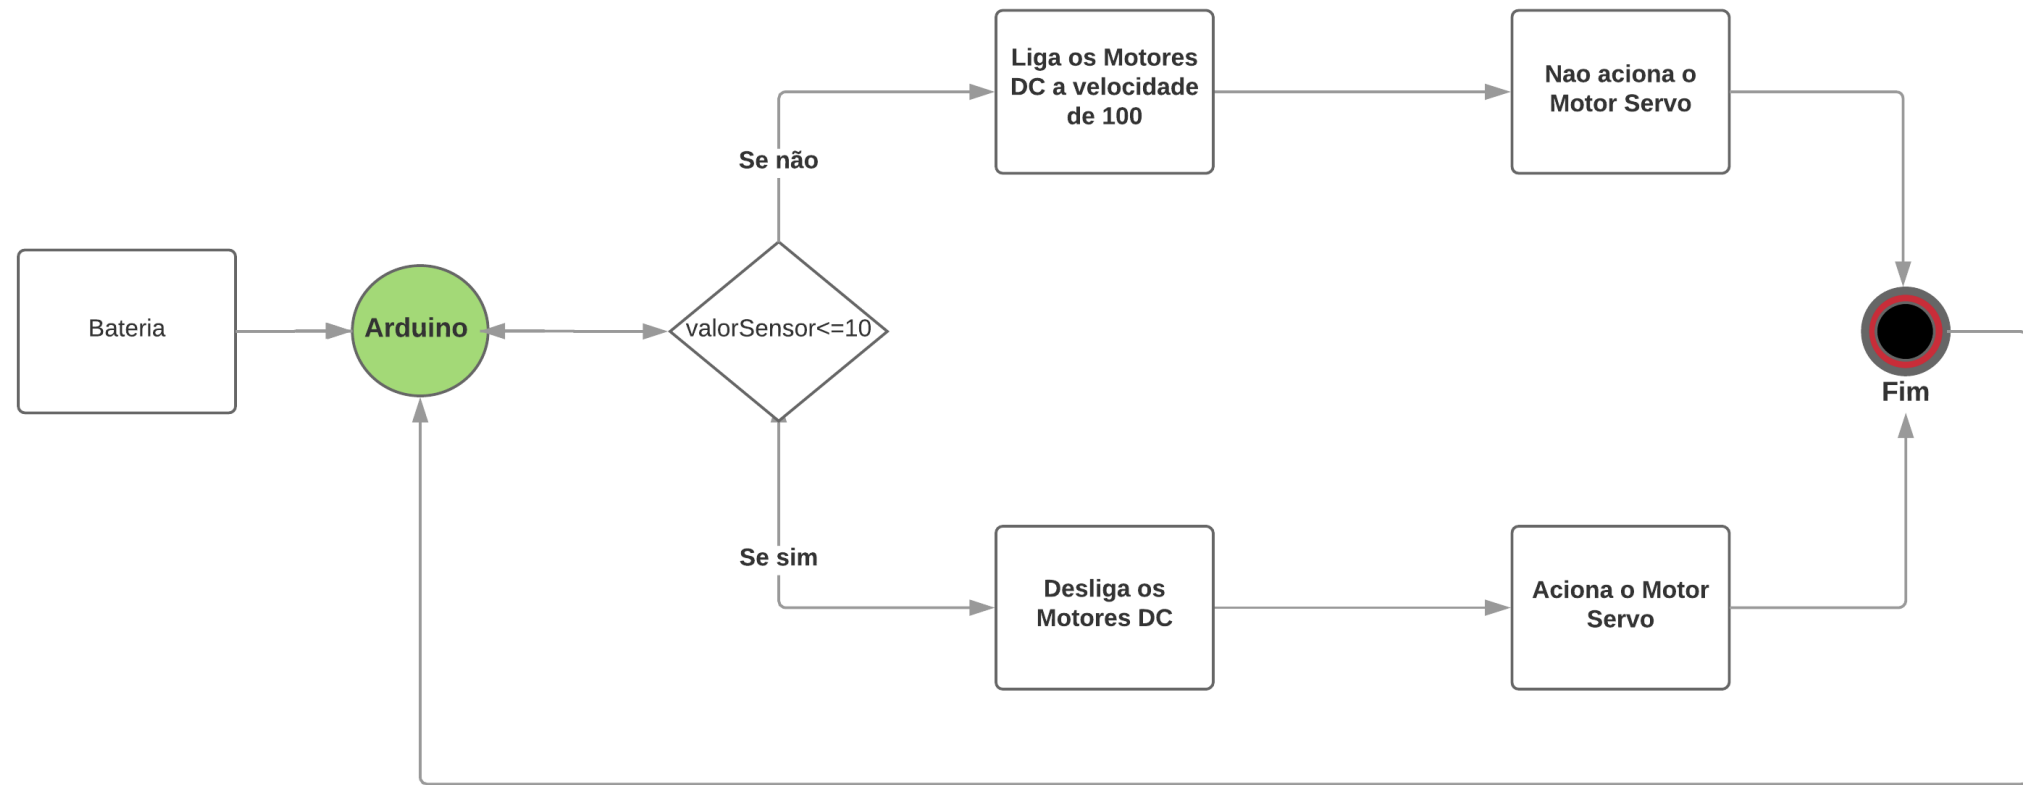 Liga os Motores
DC a velocidade
de 100
Nao aciona o
Motor Servo
Se não
Bateria
Arduino
valorSensor<=10
Fim
Se sim
Desliga os
Motores DC
Aciona o Motor
Servo